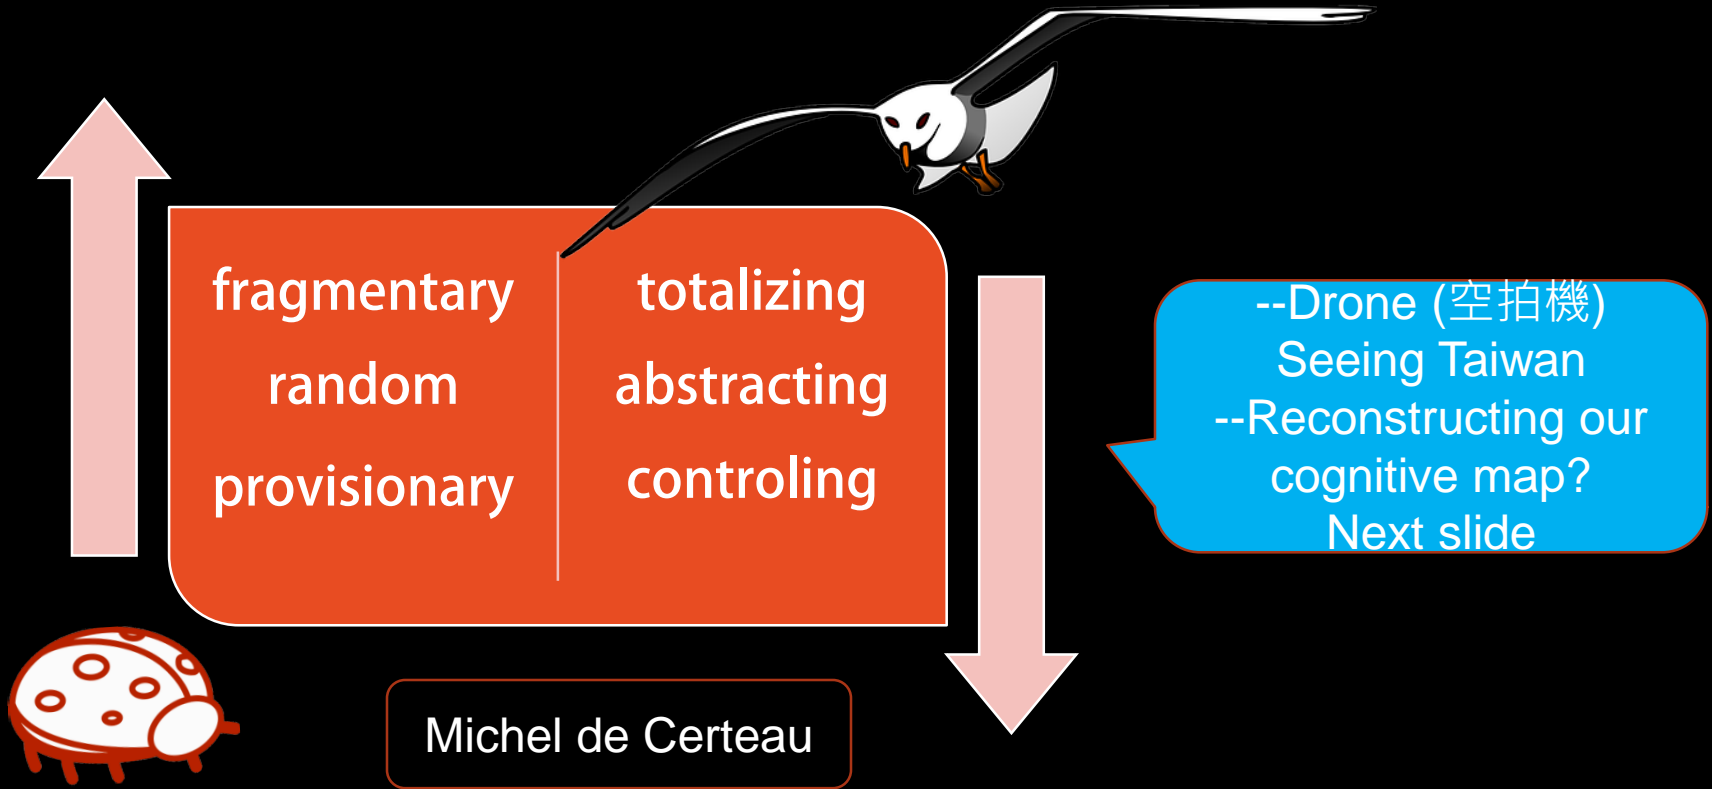 fragmentary
random
provisionary
totalizing
abstracting
controling
--Drone (空拍機)
Seeing Taiwan
--Reconstructing our
cognitive map?
Next slide
Michel de Certeau